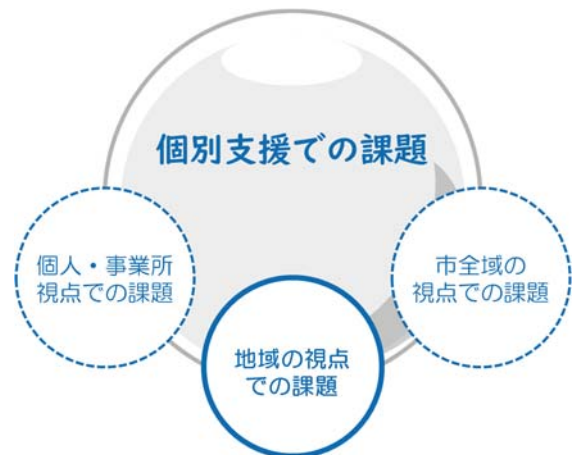 個別支援での課題
個人・事業所
視点での課題
市全域の
視点での課題
地域の視点
での課題